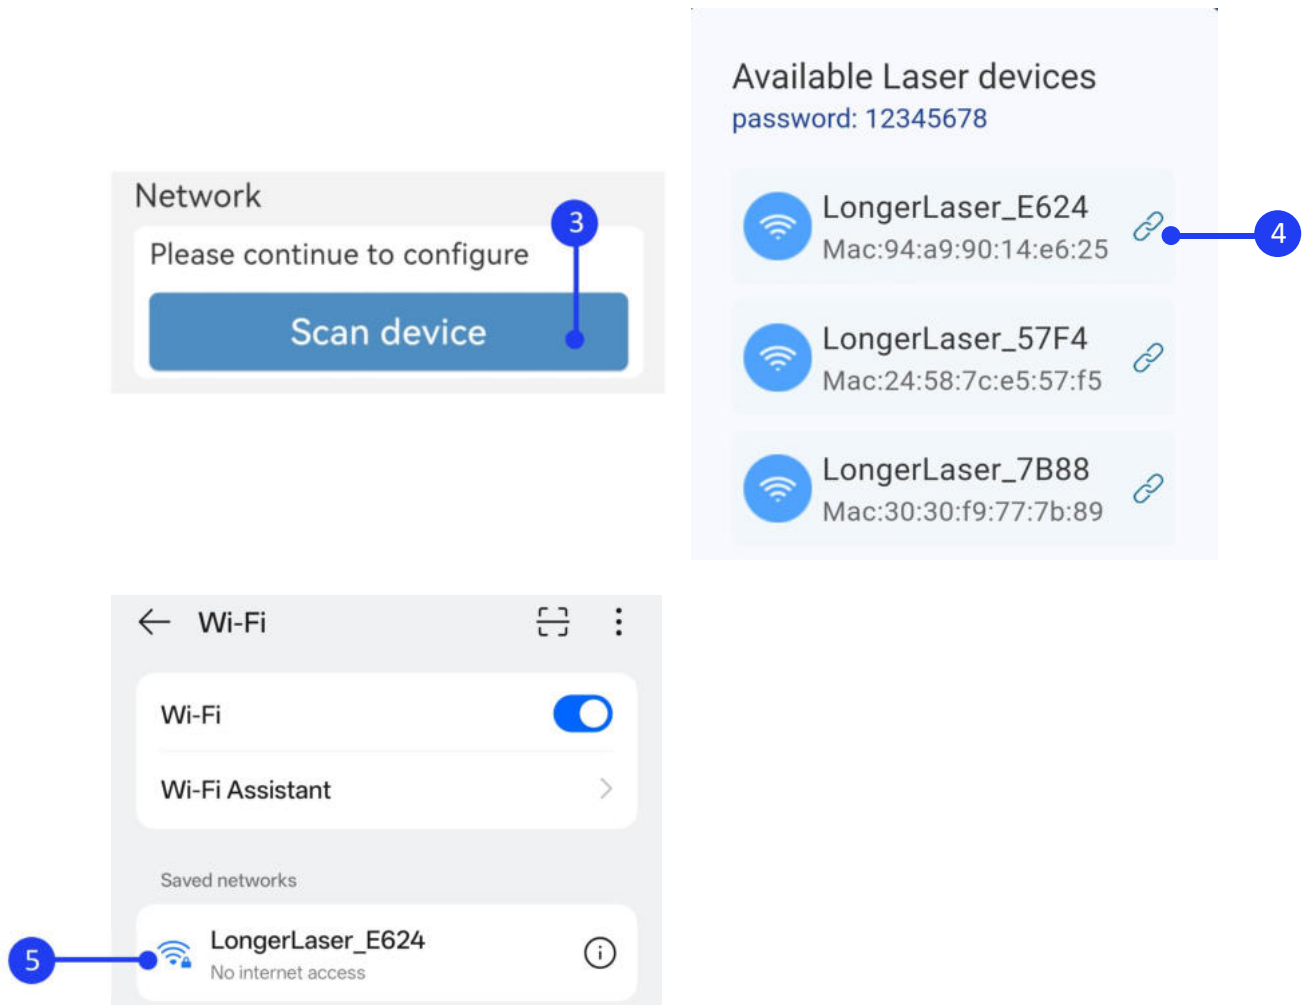 Network
3
Please continue to configure
Scan device
Available Laser devices
password: 12345678
LongerLaser_E624
Mac:94:a9:90:14:e6:25
4
LongerLaser_57F4
Mac:24:58:7c:e5:57:f5
LongerLaser_7B88
Mac:30:30:f9:77:7b:89
Wi-Fi
Wi-Fi
Wi-Fi Assistant
Saved networks
5
LongerLaser_E624
No internet access